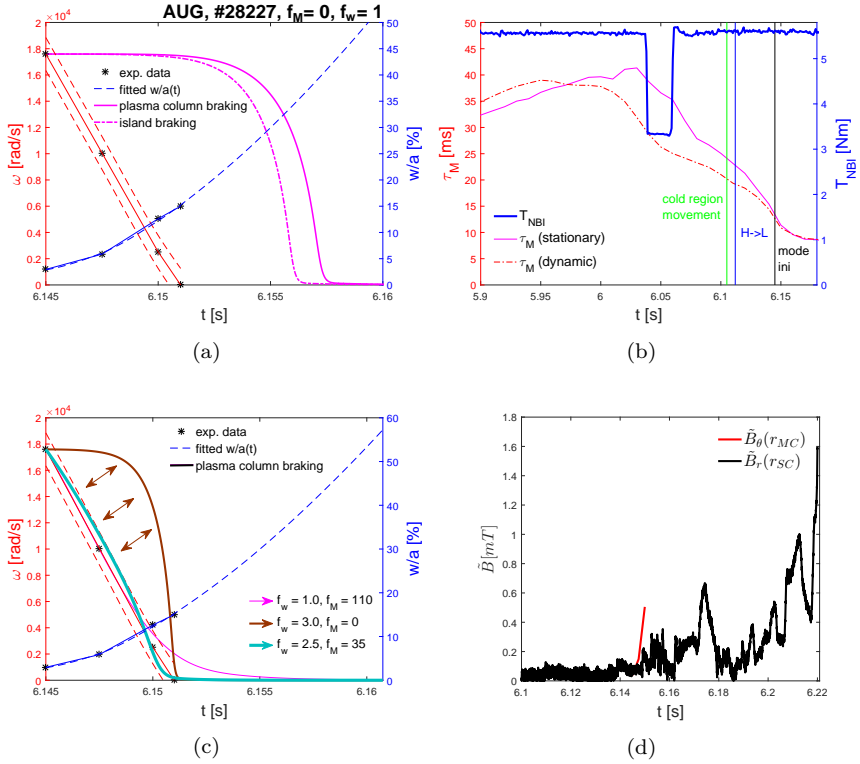 AUG, #28227, f_M= 0, f_w= 1
×10^4
2
1.8
1.6
1.4
1.2
1
0.8
0.6
0.4
0.2
0
ω [rad/s]
exp. data
fitted w/a(t)
plasma column braking
island braking
50
45
40
35
30
25
20
15
10
5
0
w/a [%]
6.145 6.15 6.155 6.16
t [s]
(a)
50
45
40
35
30
25
20
15
10
5
0
τ_M [ms]
T_NBI
τ_M (stationary)
τ_M (dynamic)
cold region
movement
H->L
mode
ini
5
4
3
2
1
0
T_NBI [Nm]
5.9 5.95 6 6.05 6.1 6.15
t [s]
(b)
×10^4
2
1.8
1.6
1.4
1.2
1
0.8
0.6
0.4
0.2
0
ω [rad/s]
exp. data
fitted w/a(t)
plasma column braking
f_w = 1.0, f_M = 110
f_w = 3.0, f_M = 0
f_w = 2.5, f_M = 35
60
50
40
30
20
10
0
w/a [%]
6.145 6.15 6.155 6.16
t [s]
(c)
1.8
1.6
1.4
1.2
1
0.8
0.6
0.4
0.2
0
B̃ [mT]
B̃_θ(r_MC)
B̃_r(r_SC)
6.1 6.12 6.14 6.16 6.18 6.2 6.22
t [s]
(d)